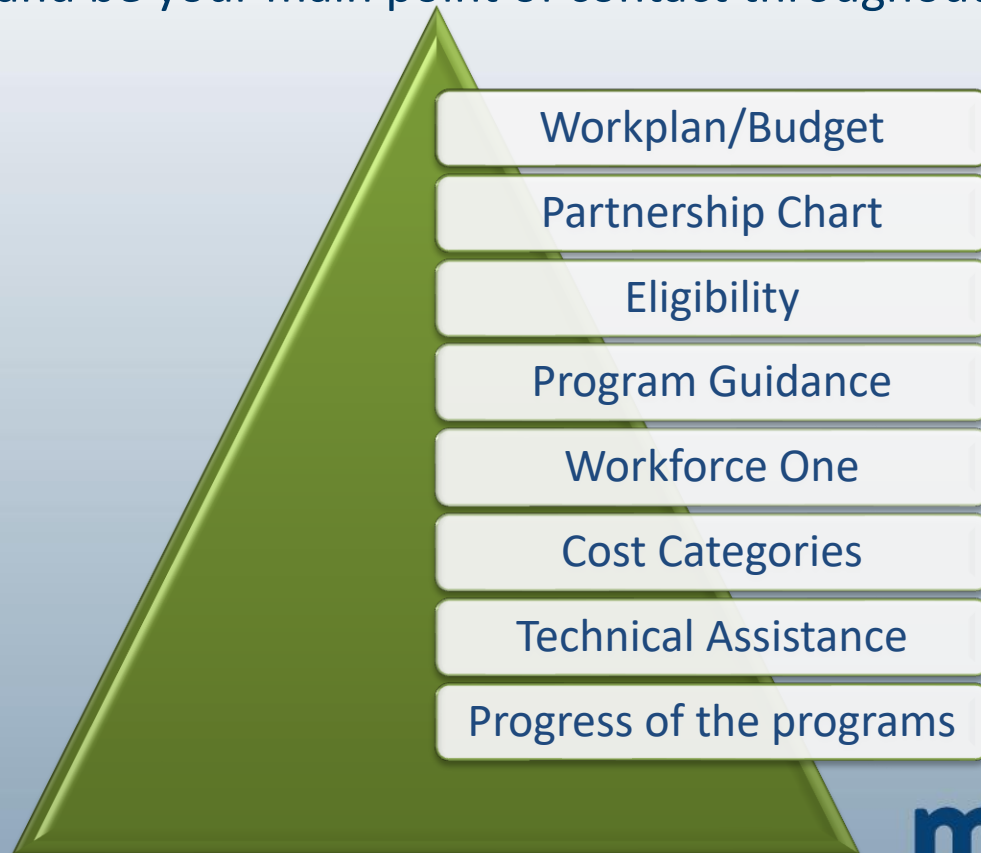 and be your main point of contact throughout
Workplan/Budget
Partnership Chart
Eligibility
Program Guidance
Workforce One
Cost Categories
Technical Assistance
Progress of the programs
m